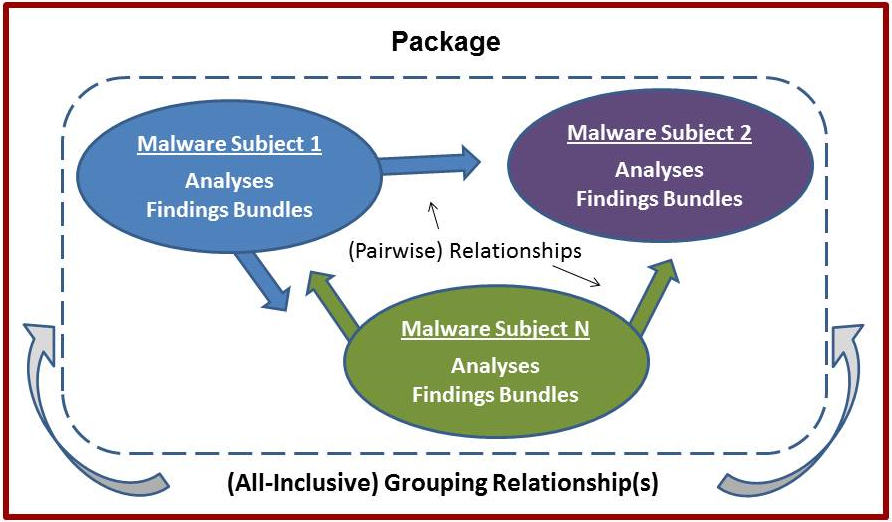 Package
Malware Subject 1
Analyses
Findings Bundles
Malware Subject 2
Analyses
Findings Bundles
(Pairwise) Relationships
Malware Subject N
Analyses
Findings Bundles
(All-Inclusive) Grouping Relationship(s)